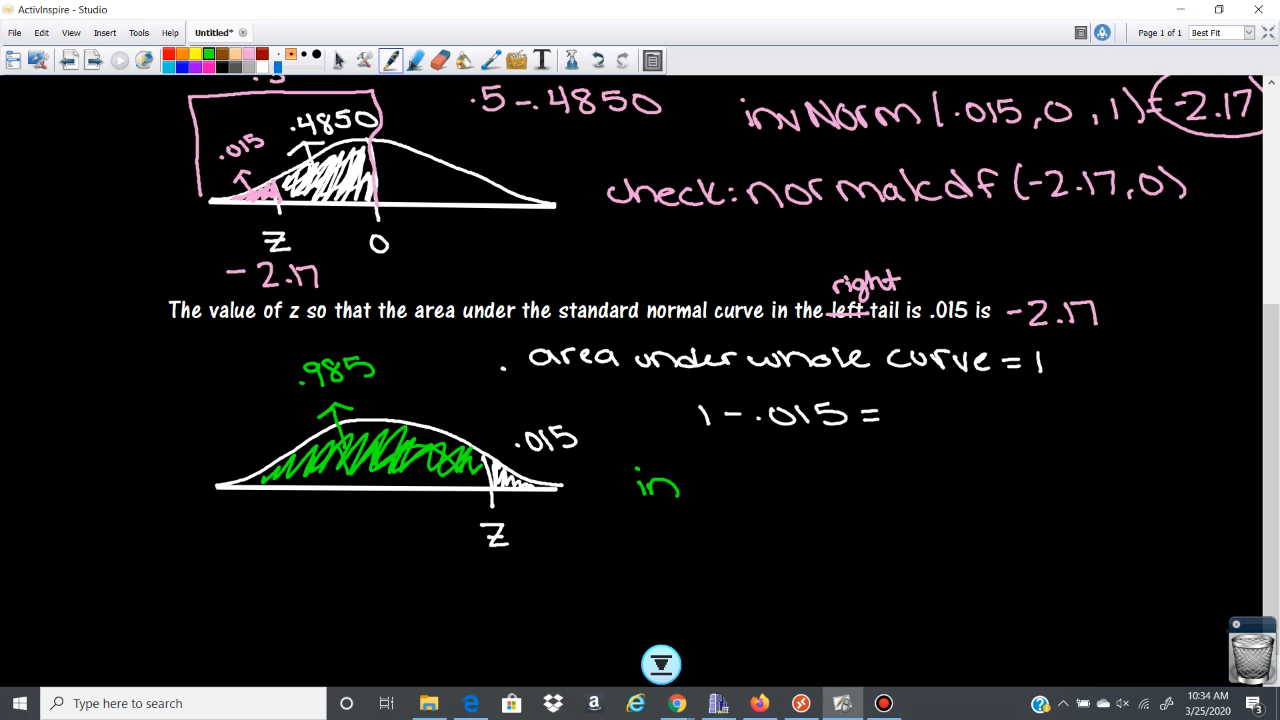 ActivInspire - Studio
File Edit View Insert Tools Help Untitled* Page 1 of 1 Best Fit
.5 - .4850
invNorm (.015, 0, 1) = -2.17
.4850
.015
check: normalcdf (-2.17, 0)
z 0
-2.17
right
The value of z so that the area under the standard normal curve in the left tail is .015 is -2.17
. area under whole curve = 1
.985
1 - .015 =
.015
in
z
Type here to search
10:34 AM
3/25/2020
3